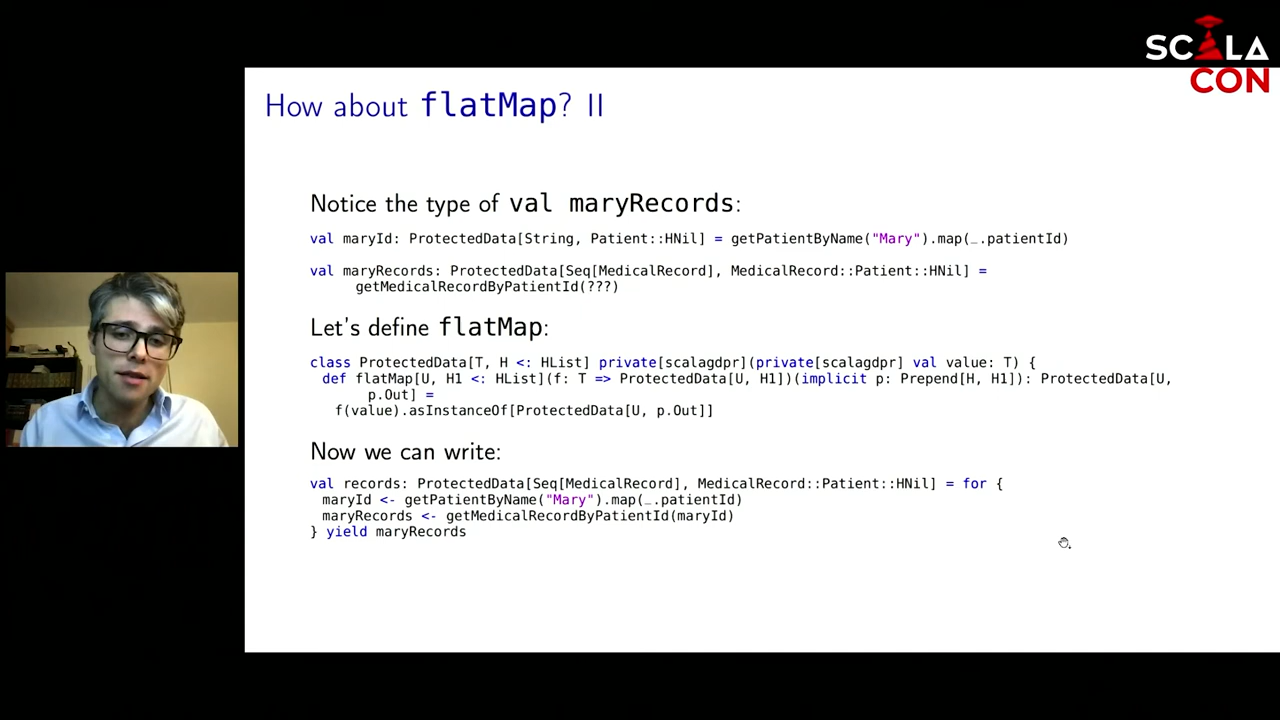 SCALA
CON
How about flatMap? II
Notice the type of val maryRecords:
val maryId: ProtectedData[String, Patient::HNil] = getPatientByName("Mary").map(_.patientId)
val maryRecords: ProtectedData[Seq[MedicalRecord], MedicalRecord::Patient::HNil] =
getMedicalRecordByPatientId(???)
Let's define flatMap:
class ProtectedData[T, H <: HList] private[scalagdpr](private[scalagdpr] val value: T) {
def flatMap[U, H1 <: HList](f: T => ProtectedData[U, H1])(implicit p: Prepend[H, H1]): ProtectedData[U,
p.Out] =
f(value).asInstanceOf[ProtectedData[U, p.Out]]
Now we can write:
val records: ProtectedData[Seq[MedicalRecord], MedicalRecord::Patient::HNil] = for {
maryId <- getPatientByName("Mary").map(_.patientId)
maryRecords <- getMedicalRecordByPatientId(maryId)
} yield maryRecords